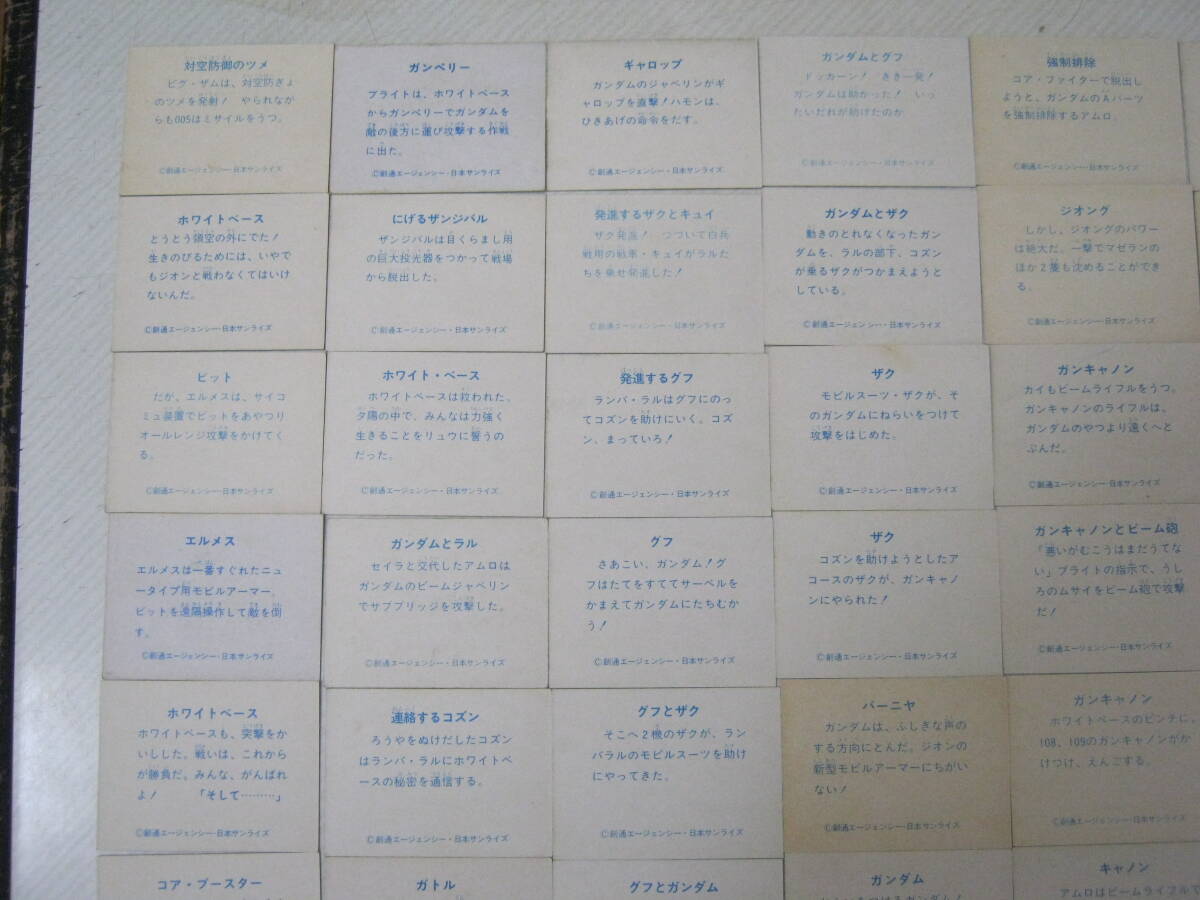 対空防御のツメ
ビグ・ザムは、対空防ぎょ
のツメを発射！ やられなが
らも005はミサイルをうつ。
©創通エージェンシー・日本サンライズ
ガンペリー
ブライトは、ホワイトベース
からガンペリーでガンダムを
敵の後方に運び攻撃する作戦
に出た。
©創通エージェンシー・日本サンライズ
ギャロップ
ガンダムのジャベリンがギ
ャロップを直撃！ハモンは、
ひきあげの命令をだす。
©創通エージェンシー・日本サンライズ
ガンダムとグフ
ドッカーン！ きき一発！
ガンダムは助かった！ いっ
たいだれが助けたのか。
©創通エージェンシー・日本サンライズ
強制排除
コア・ファイターで脱出し
ようと、ガンダムのAパーツ
を強制排除するアムロ。
©創通エージェンシー・日本サンライズ
ホワイトベース
とうとう領空の外にでた！
生きのびるためには、いやで
もジオンと戦わなくてはいけ
ないんだ。
©創通エージェンシー・日本サンライズ
にげるザンジバル
ザンジバルは目くらまし用
の巨大投光器をつかって戦場
から脱出した。
©創通エージェンシー・日本サンライズ
発進するザクとキュイ
ザク発進！ つづいて白兵
戦用の戦車・キュイがラルた
ちを乗せ発進した！
©創通エージェンシー・日本サンライズ
ガンダムとザク
動きのとれなくなったガン
ダムを、ラルの部下、コズン
が乗るザクがつかまえようと
している。
©創通エージェンシー・日本サンライズ
ジオング
しかし、ジオングのパワー
は絶大だ。一撃でマゼランの
ほか2隻も沈めることができ
る。
©創通エージェンシー・日本サンライズ
ビット
だが、エルメスは、サイコ
ミュ装置でビットをあやつり
オールレンジ攻撃をかけてく
る。
©創通エージェンシー・日本サンライズ
ホワイト・ベース
ホワイトベースは救われた。
夕陽の中で、みんなは力強く
生きることをリュウに誓うの
だった。
©創通エージェンシー・日本サンライズ
発進するグフ
ランバ・ラルはグフにのっ
てコズンを助けにいく。コズ
ン、まっていろ！
©創通エージェンシー・日本サンライズ
ザク
モビルスーツ・ザクが、そ
のガンダムにねらいをつけて
攻撃をはじめた。
©創通エージェンシー・日本サンライズ
ガンキャノン
カイもビームライフルをうつ。
ガンキャノンのライフルは、
ガンダムのやつより遠くへと
ぶんだ。
©創通エージェンシー・日本サンライズ
エルメス
エルメスは一番すぐれたニュ
ータイプ用モビルアーマー。
ビットを遠隔操作して敵を倒
す。
©創通エージェンシー・日本サンライズ
ガンダムとラル
セイラと交代したアムロは
ガンダムのビームジャベリン
でサブブリッジを攻撃した。
©創通エージェンシー・日本サンライズ
グフ
さあこい、ガンダム！グ
フはたてをすててサーベルを
かまえてガンダムにたちむか
う！
©創通エージェンシー・日本サンライズ
ザク
コズンを助けようとしたア
コースのザクが、ガンキャノ
ンにやられた！
©創通エージェンシー・日本サンライズ
ガンキャノンとビーム砲
「悪いがむこうはまだうてな
い」ブライトの指示で、うし
ろのムサイをビーム砲で攻撃
だ！
©創通エージェンシー・日本サンライズ
ホワイトベース
ホワイトベースも、突撃をか
いしした。戦いは、これから
が勝負だ。みんな、がんばれ
よ！ 「そして………」
©創通エージェンシー・日本サンライズ
連絡するコズン
ろうやをぬけだしたコズン
はランバ・ラルにホワイトベ
ースの秘密を通信する。
©創通エージェンシー・日本サンライズ
グフとザク
そこへ2機のザクが、ラン
バラルのモビルスーツを助け
にやってきた。
©創通エージェンシー・日本サンライズ
バーニヤ
ガンダムは、ふしぎな声の
する方向にとんだ。ジオンの
新型モビルアーマーにちがい
ない！
©創通エージェンシー・日本サンライズ
ガンキャノン
ホワイトベースのピンチに、
108、109のガンキャノンがか
けつけ、えんごする。
©創通エージェンシー・日本サンライズ
コア・ブースター
ガトル
グフとガンダム
ガンダム
キャノン
アムロはビームライフルで